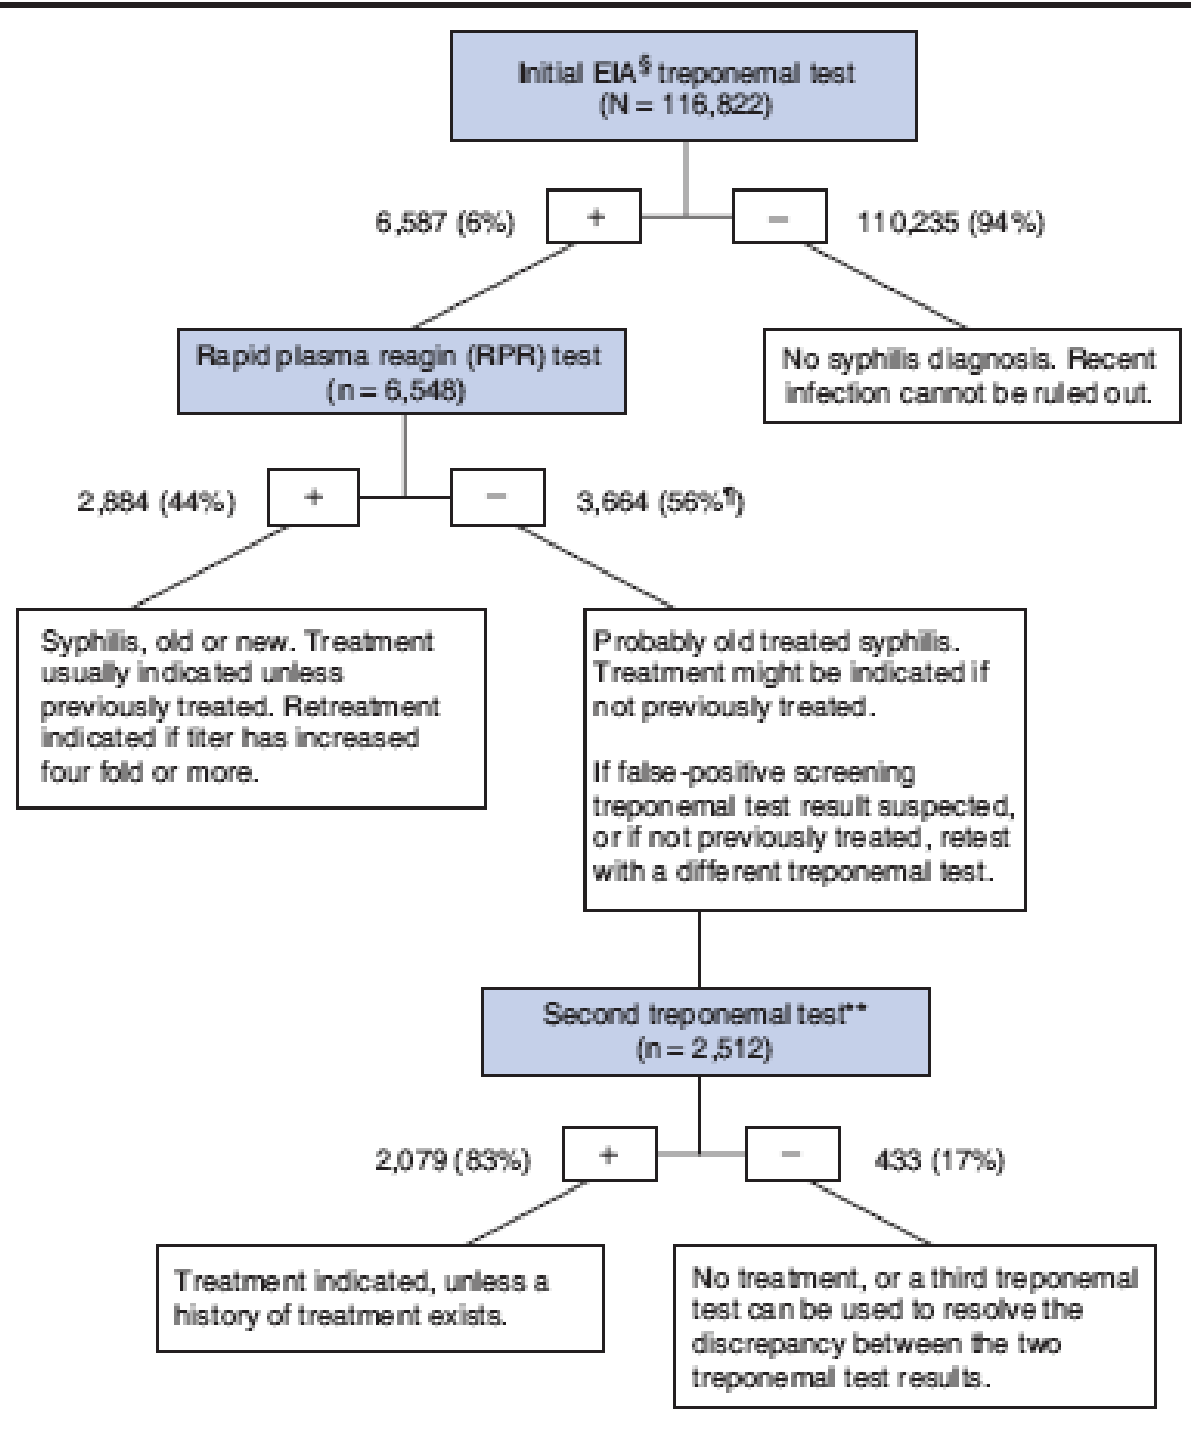 Initial EIA§ treponemal test
(N = 116,822)
6,587 (6%)
+
−
110,235 (94%)
Rapid plasma reagin (RPR) test
(n = 6,548)
No syphilis diagnosis. Recent
infection cannot be ruled out.
2,884 (44%)
+
−
3,664 (56%¶)
Syphilis, old or new. Treatment
usually indicated unless
previously treated. Retreatment
indicated if titer has increased
four fold or more.
Probably old treated syphilis.
Treatment might be indicated if
not previously treated.
If false-positive screening
treponemal test result suspected,
or if not previously treated, retest
with a different treponemal test.
Second treponemal test**
(n = 2,512)
2,079 (83%)
+
−
433 (17%)
Treatment indicated, unless a
history of treatment exists.
No treatment, or a third treponemal
test can be used to resolve the
discrepancy between the two
treponemal test results.